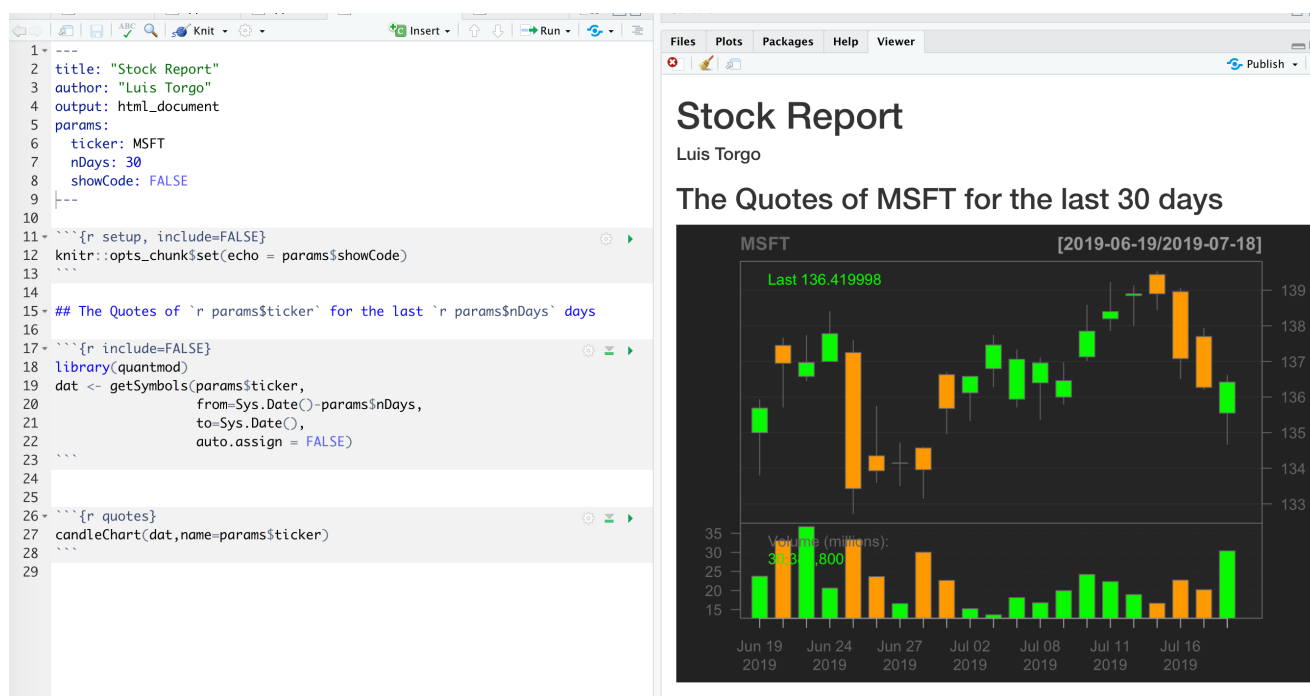 ABC
Knit
Insert
Run
1 ---
2 title: "Stock Report"
3 author: "Luis Torgo"
4 output: html_document
5 params:
6   ticker: MSFT
7   nDays: 30
8   showCode: FALSE
9 ---
10
11 ```{r setup, include=FALSE}
12 knitr::opts_chunk$set(echo = params$showCode)
13 ```
14
15 ## The Quotes of `r params$ticker` for the last `r params$nDays` days
16
17 ```{r include=FALSE}
18 library(quantmod)
19 dat <- getSymbols(params$ticker,
20                   from=Sys.Date()-params$nDays,
21                   to=Sys.Date(),
22                   auto.assign = FALSE)
23 ```
24
25
26 ```{r quotes}
27 candleChart(dat,name=params$ticker)
28 ```
29
Files Plots Packages Help Viewer
Publish
Stock Report
Luis Torgo
The Quotes of MSFT for the last 30 days
MSFT [2019-06-19/2019-07-18]
Last 136.419998
139
138
137
136
135
134
133
35
30
25
20
15
Volume (millions):
Jun 19 Jun 24 Jun 27 Jul 02 Jul 08 Jul 11 Jul 16
2019 2019 2019 2019 2019 2019 2019